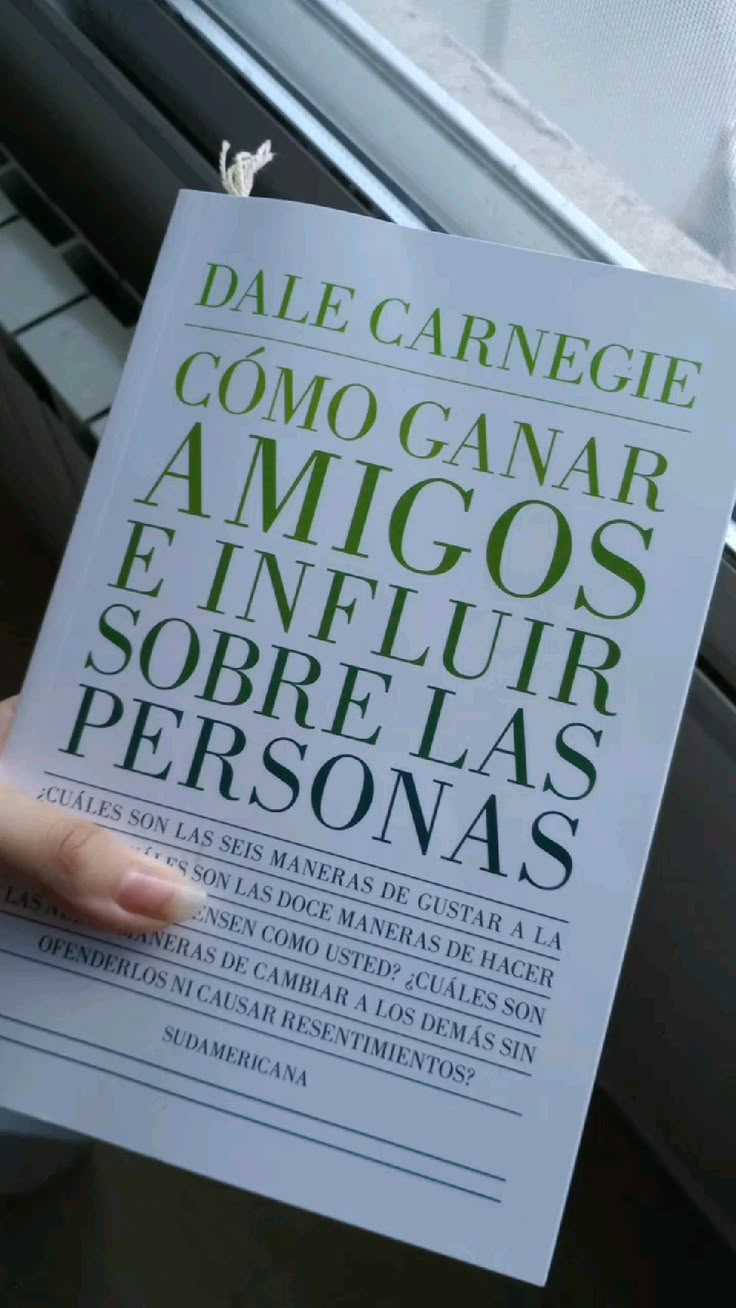 DALE CARNEGIE
CÓMO GANAR
AMIGOS
E INFLUIR
SOBRE LAS
PERSONAS
¿CUÁLES SON LAS SEIS MANERAS DE GUSTAR A LA
SON LAS DOCE MANERAS DE HACER
COMO USTED? ¿CUÁLES SON
MANERAS DE CAMBIAR A LOS DEMÁS SIN
OFENDERLOS NI CAUSAR RESENTIMIENTOS?
SUDAMERICANA